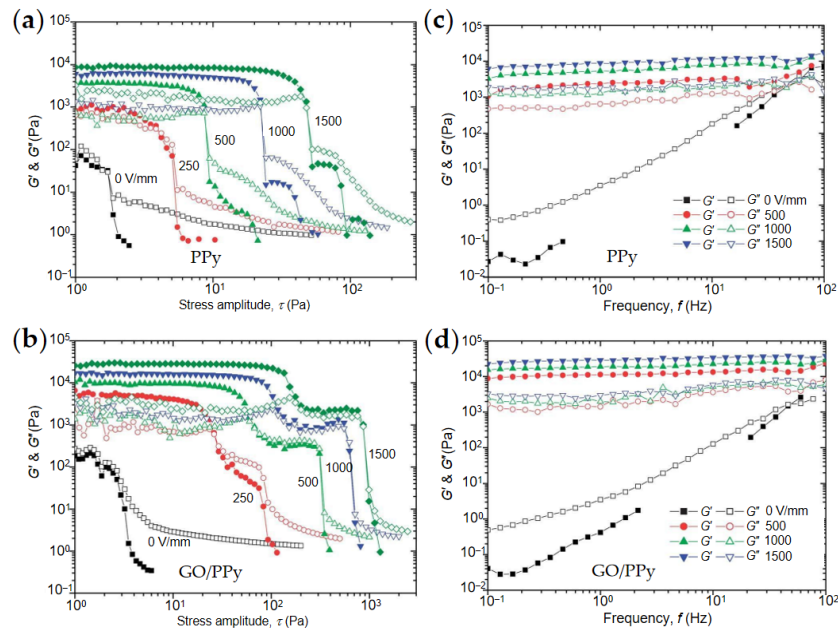 (a)
10⁵
10⁴
10³
10²
10¹
10⁰
10⁻¹
G′ & G″(Pa)
0 V/mm
250
500
1000
1500
PPy
10⁰ 10¹ 10²
Stress amplitude, τ (Pa)
(c)
10⁵
10⁴
10³
10²
10¹
10⁰
10⁻¹
10⁻²
G′ & G″(Pa)
G′ G″ 0 V/mm
G′ G″ 500
G′ G″ 1000
G′ G″ 1500
PPy
10⁻¹ 10⁰ 10¹ 10²
Frequency, f (Hz)
(b)
10⁵
10⁴
10³
10²
10¹
10⁰
10⁻¹
G′ & G″(Pa)
0 V/mm
250
500
1000
1500
GO/PPy
10⁰ 10¹ 10² 10³
Stress amplitude, τ (Pa)
(d)
10⁵
10⁴
10³
10²
10¹
10⁰
10⁻¹
10⁻²
G′ & G″ (Pa)
G′ G″ 0 V/mm
G′ G″ 500
G′ G″ 1000
G′ G″ 1500
GO/PPy
10⁻¹ 10⁰ 10¹ 10²
Frequency, f (Hz)